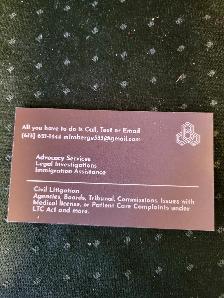 All you have to do is Call, Text or Email
Advocacy Services
Legal Investigations
Immigration Assistance
Civil Litigation
Agencies, Boards, Tribunal, Commissions, Issues with
Medical license, or Patient Care Complaints under
LTC Act and more.